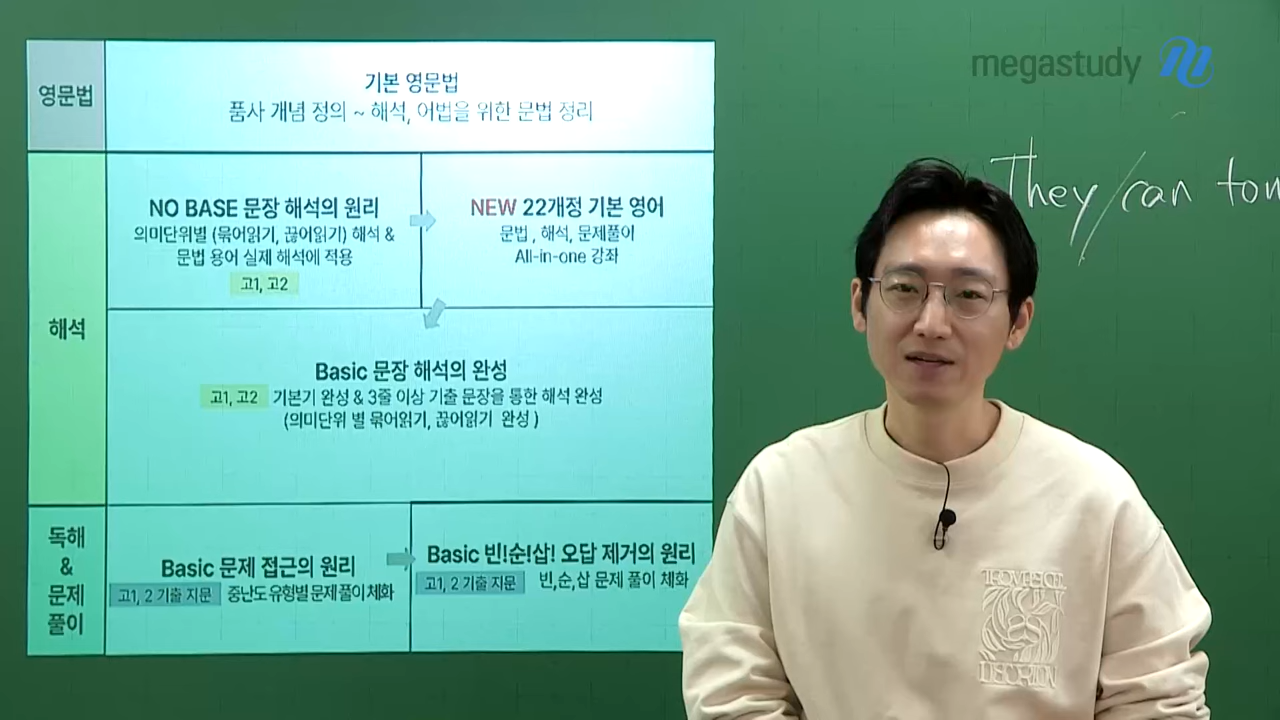 megastudy
영문법
기본 영문법
품사 개념 정의 ~ 해석, 어법을 위한 문법 정리
They/can
해석
NO BASE 문장 해석의 원리
의미단위별 (묶어읽기, 끊어읽기) 해석 &
문법 용어 실제 해석에 적용
고1, 고2
NEW 22개정 기본 영어
문법 , 해석, 문제풀이
All-in-one 강좌
Basic 문장 해석의 완성
고1, 고2 기본기 완성 & 3줄 이상 기출 문장을 통한 해석 완성
(의미단위 별 묶어읽기, 끊어읽기 완성 )
독해
&
문제
풀이
Basic 문제 접근의 원리
고1, 2 기출 지문 중난도 유형별 문제 풀이 체화
Basic 빈!순!삽! 오답 제거의 원리
고1, 2 기출 지문 빈,순,삽 문제 풀이 체화